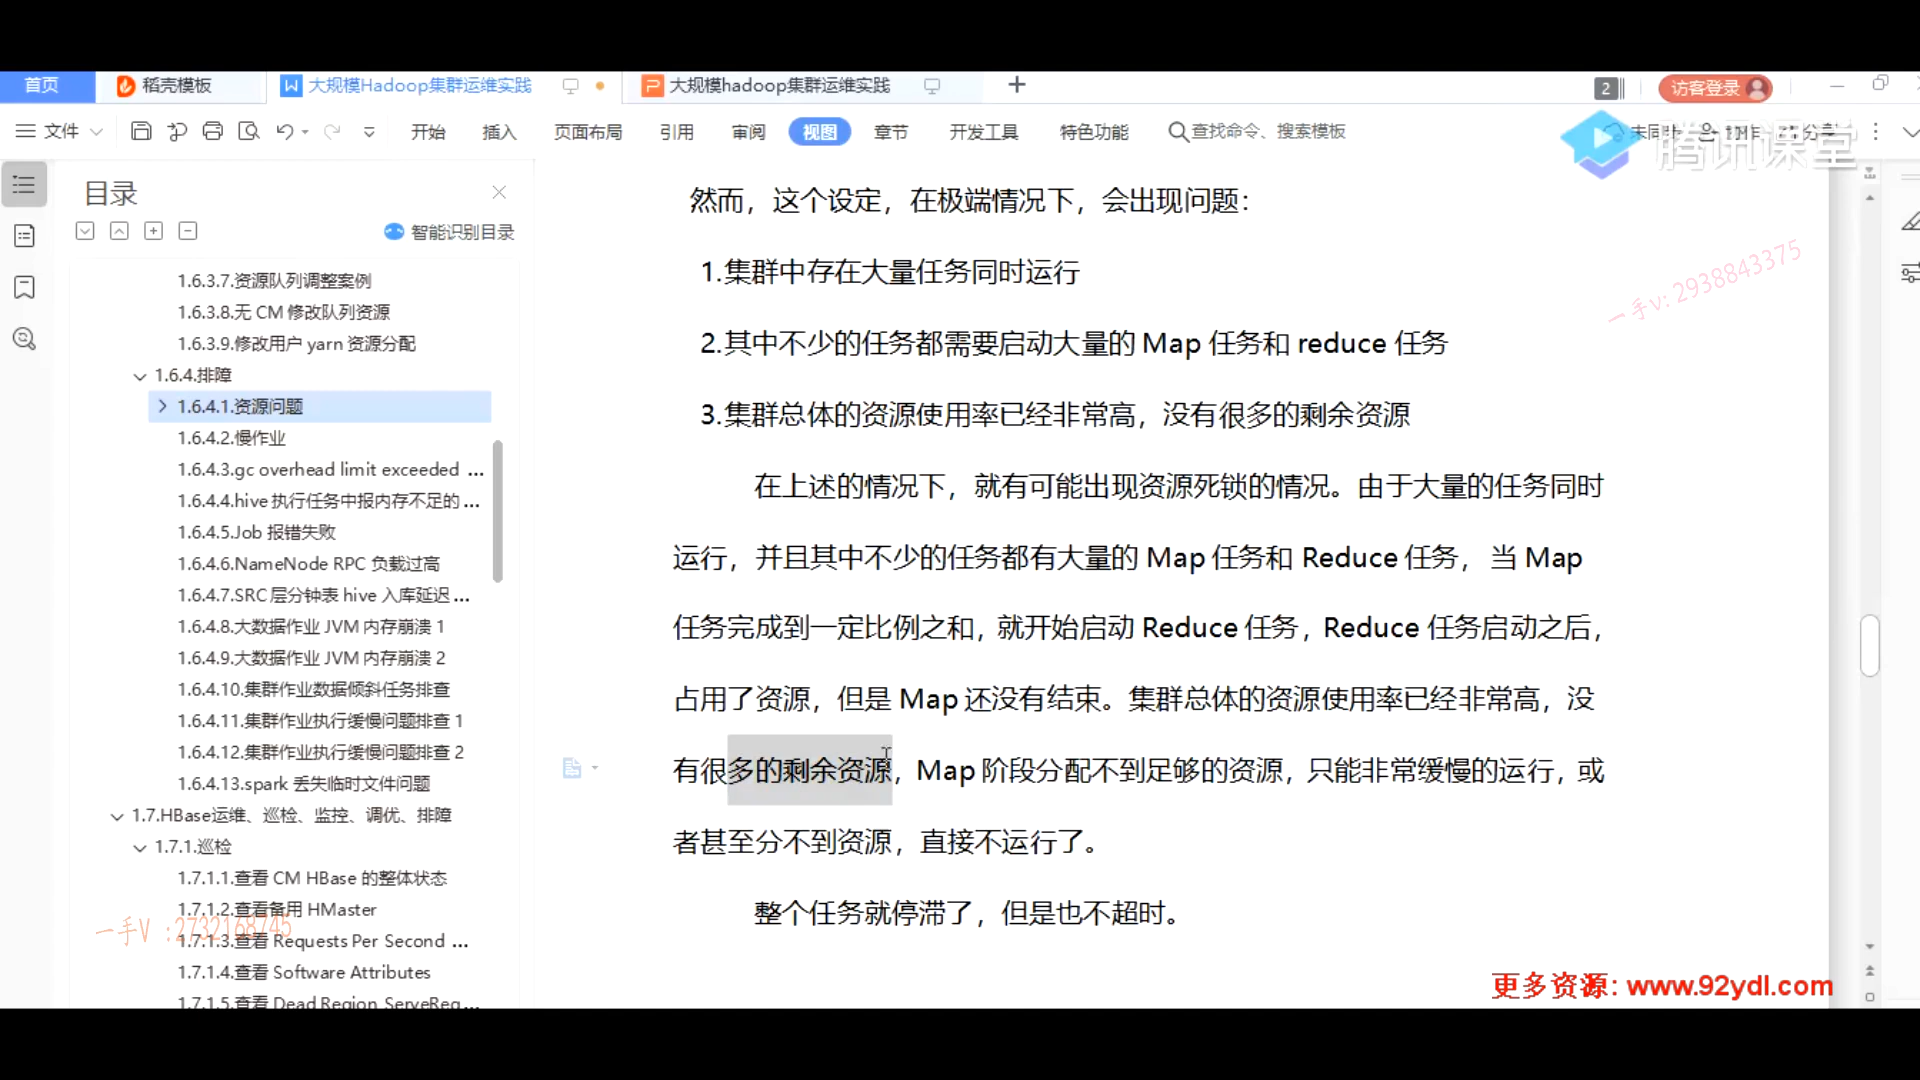 首页
稻壳模板
大规模Hadoop集群运维实践
大规模hadoop集群运维实践
2
访客登录
文件
开始
插入
页面布局
引用
审阅
视图
章节
开发工具
特色功能
查找命令、搜索模板
腾讯课堂
目录
智能识别目录
1.6.3.7.资源队列调整案例
1.6.3.8.无 CM 修改队列资源
1.6.3.9.修改用户 yarn 资源分配
1.6.4.排障
1.6.4.1.资源问题
1.6.4.2.慢作业
1.6.4.3.gc overhead limit exceeded ...
1.6.4.4.hive 执行任务中报内存不足的 ...
1.6.4.5.Job 报错失败
1.6.4.6.NameNode RPC 负载过高
1.6.4.7.SRC 层分钟表 hive 入库延迟 ...
1.6.4.8.大数据作业 JVM 内存崩溃 1
1.6.4.9.大数据作业 JVM 内存崩溃 2
1.6.4.10.集群作业数据倾斜任务排查
1.6.4.11.集群作业执行缓慢问题排查 1
1.6.4.12.集群作业执行缓慢问题排查 2
1.6.4.13.spark 丢失临时文件问题
1.7.HBase运维、巡检、监控、调优、排障
1.7.1.巡检
1.7.1.1.查看 CM HBase 的整体状态
1.7.1.2.查看备用 HMaster
1.7.1.3.查看 Requests Per Second ...
1.7.1.4.查看 Software Attributes
1.7.1.5.查看 Dead Region ServeReg...
一手V :2732168745
然而，这个设定，在极端情况下，会出现问题：
1.集群中存在大量任务同时运行
2.其中不少的任务都需要启动大量的 Map 任务和 reduce 任务
3.集群总体的资源使用率已经非常高，没有很多的剩余资源
在上述的情况下，就有可能出现资源死锁的情况。由于大量的任务同时
运行，并且其中不少的任务都有大量的 Map 任务和 Reduce 任务， 当 Map
任务完成到一定比例之和，就开始启动 Reduce 任务，Reduce 任务启动之后，
占用了资源，但是 Map 还没有结束。集群总体的资源使用率已经非常高，没
有很多的剩余资源，Map 阶段分配不到足够的资源，只能非常缓慢的运行，或
者甚至分不到资源，直接不运行了。
整个任务就停滞了，但是也不超时。
一手v: 2938843375
更多资源: www.92ydl.com